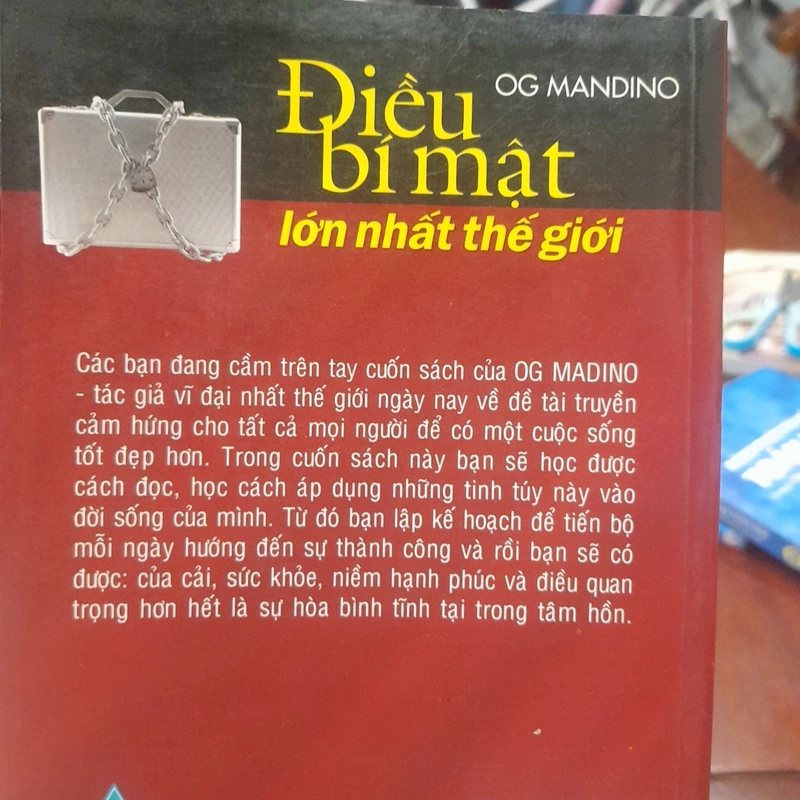 OG MANDINO
Điều
bí mật
lớn nhất thế giới
Các bạn đang cầm trên tay cuốn sách của OG MADINO
- tác giả vĩ đại nhất thế giới ngày nay về đề tài truyền
cảm hứng cho tất cả mọi người để có một cuộc sống
tốt đẹp hơn. Trong cuốn sách này bạn sẽ học được
cách đọc, học cách áp dụng những tinh túy này vào
đời sống của mình. Từ đó bạn lập kế hoạch để tiến bộ
mỗi ngày hướng đến sự thành công và rồi bạn sẽ có
được: của cải, sức khỏe, niềm hạnh phúc và điều quan
trọng hơn hết là sự hòa bình tĩnh tại trong tâm hồn.